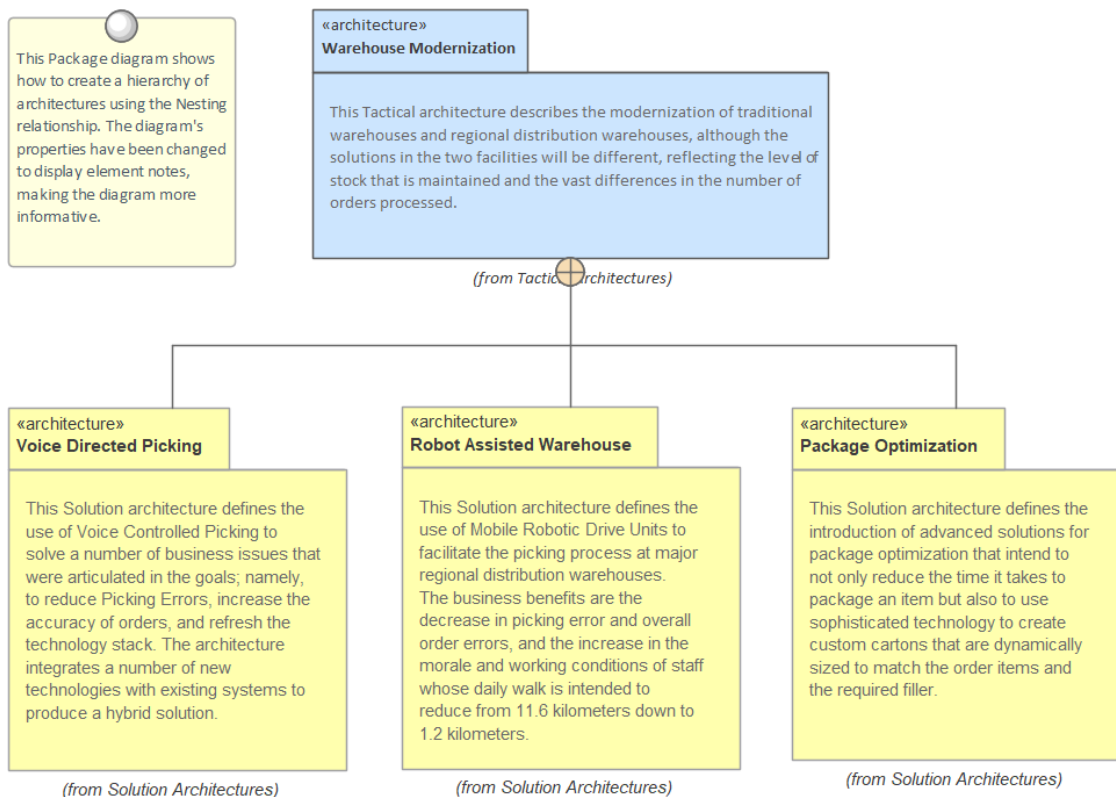 This Package diagram shows
how to create a hierarchy of
architectures using the Nesting
relationship. The diagram's
properties have been changed
to display element notes,
making the diagram more
informative.
«architecture»
Warehouse Modernization
This Tactical architecture describes the modernization of traditional
warehouses and regional distribution warehouses, although the
solutions in the two facilities will be different, reflecting the level of
stock that is maintained and the vast differences in the number of
orders processed.
(from Tactical Architectures)
«architecture»
Voice Directed Picking
This Solution architecture defines the
use of Voice Controlled Picking to
solve a number of business issues that
were articulated in the goals; namely,
to reduce Picking Errors, increase the
accuracy of orders, and refresh the
technology stack. The architecture
integrates a number of new
technologies with existing systems to
produce a hybrid solution.
(from Solution Architectures)
«architecture»
Robot Assisted Warehouse
This Solution architecture defines the
use of Mobile Robotic Drive Units to
facilitate the picking process at major
regional distribution warehouses.
The business benefits are the
decrease in picking error and overall
order errors, and the increase in the
morale and working conditions of staff
whose daily walk is intended to
reduce from 11.6 kilometers down to
1.2 kilometers.
(from Solution Architectures)
«architecture»
Package Optimization
This Solution architecture defines the
introduction of advanced solutions for
package optimization that intend to
not only reduce the time it takes to
package an item but also to use
sophisticated technology to create
custom cartons that are dynamically
sized to match the order items and
the required filler.
(from Solution Architectures)